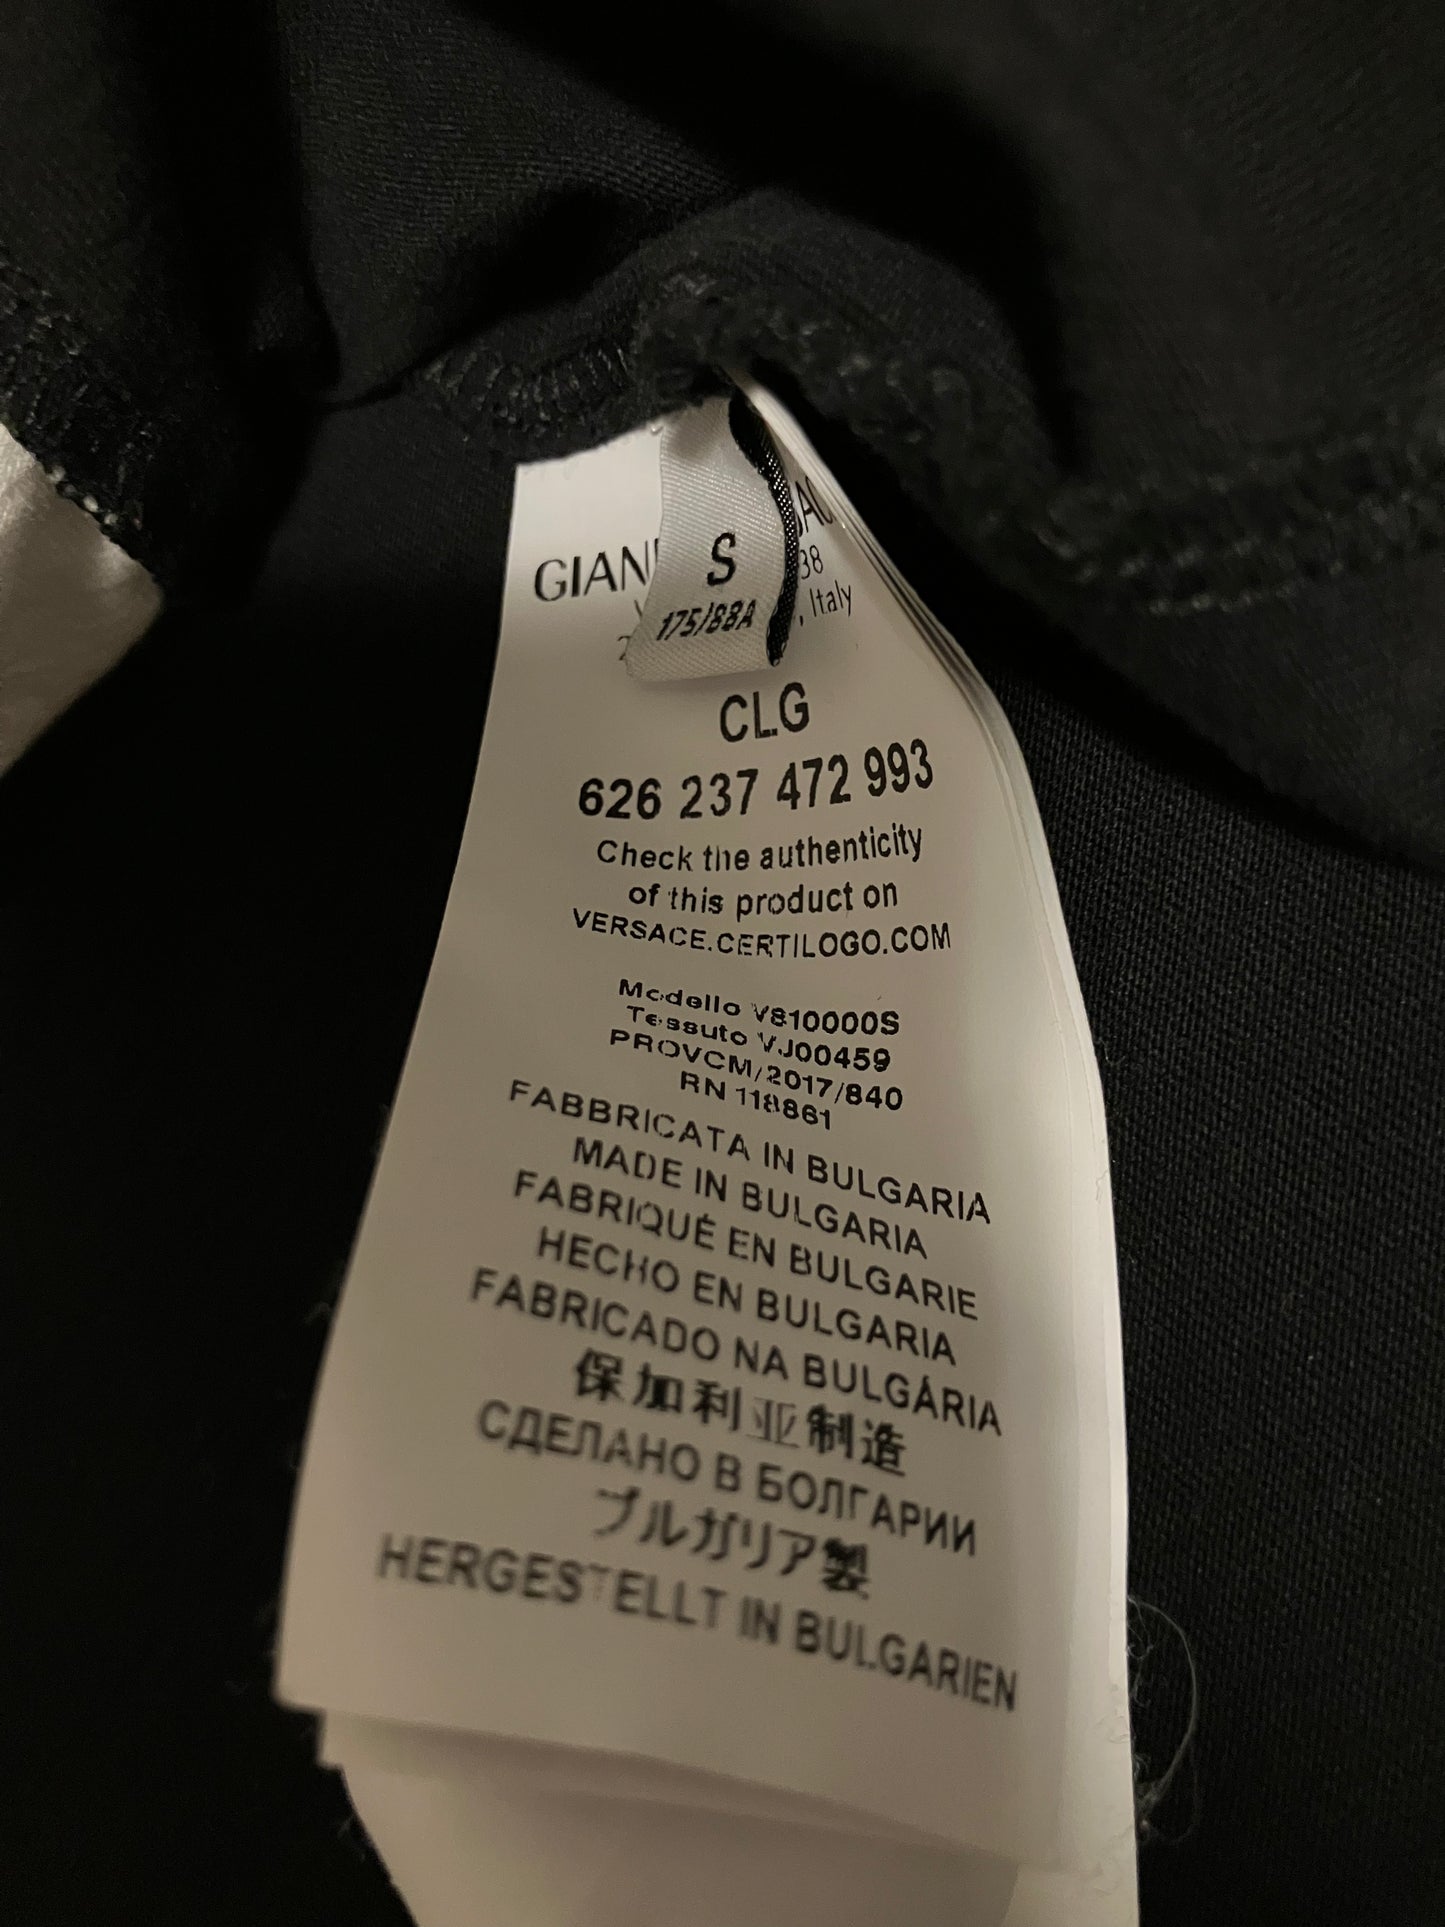 S
175/88A
GIAN
38
, Italy
CLG
626 237 472 993
Check the authenticity
of this product on
VERSACE.CERTILOGO.COM
Modello V810000S
Tessuto VJ00459
PROVCM/2017/840
RN 118861
FABBRICATA IN BULGARIA
MADE IN BULGARIA
FABRIQUÉ EN BULGARIE
HECHO EN BULGARIA
FABRICADO NA BULGÁRIA
保加利亚制造
СДЕЛАНО В БОЛГАРИИ
ブルガリア製
HERGESTELLT IN BULGARIEN